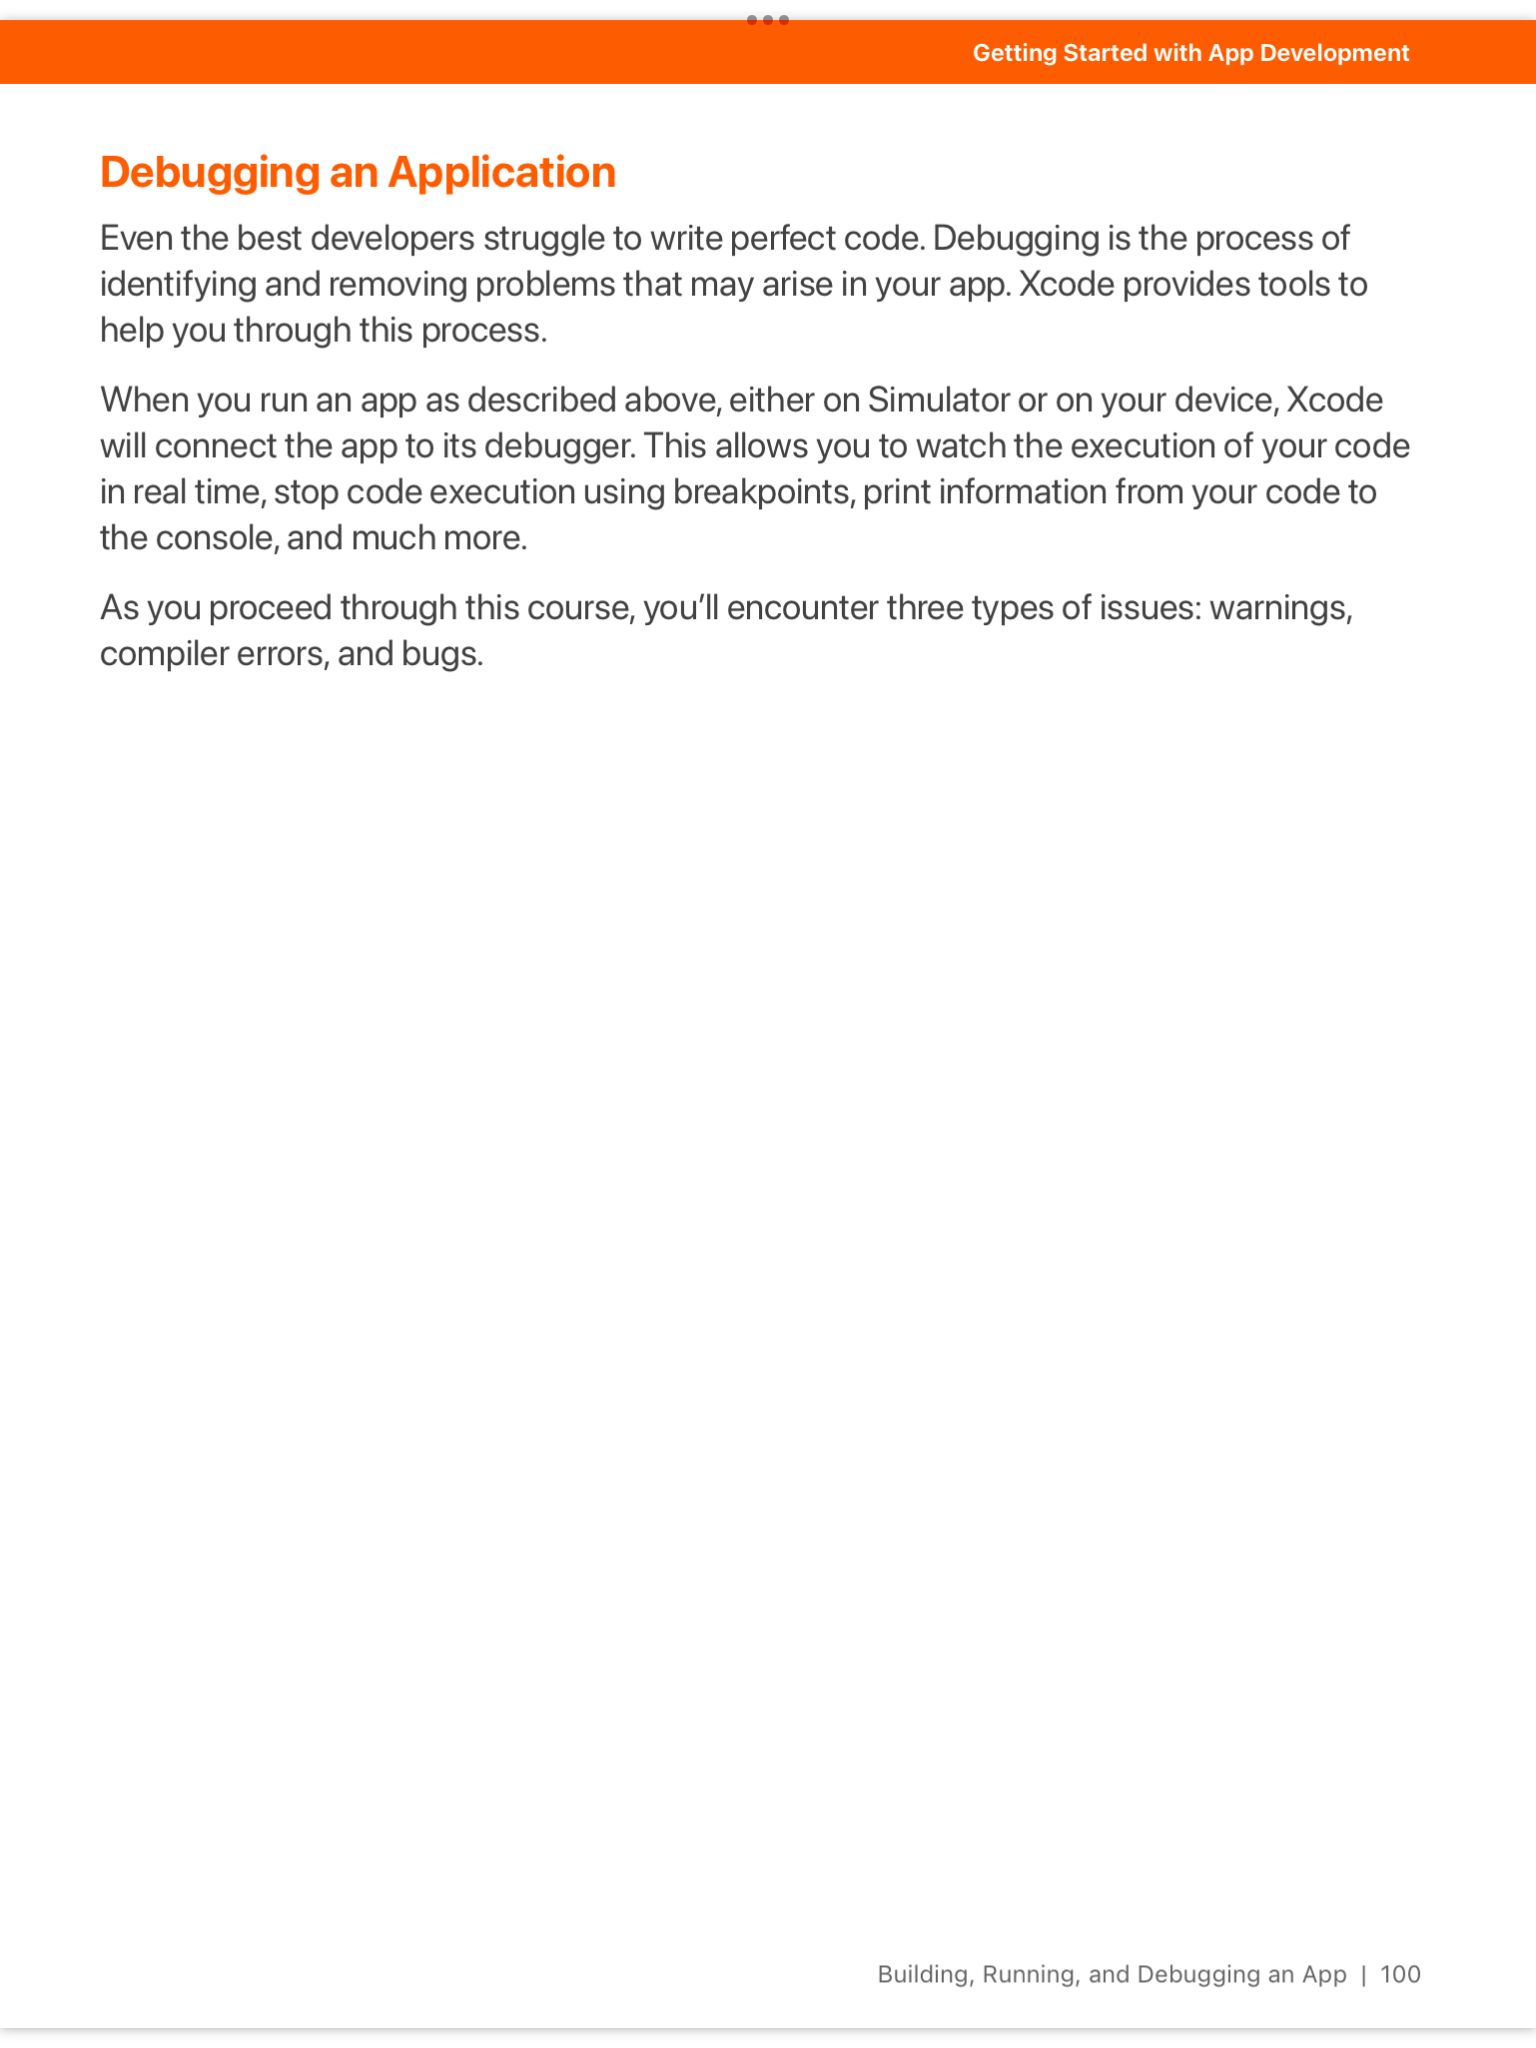 Getting Started with App Development
Debugging an Application
Even the best developers struggle to write perfect code. Debugging is the process of
identifying and removing problems that may arise in your app. Xcode provides tools to
help you through this process.
When you run an app as described above, either on Simulator or on your device, Xcode
will connect the app to its debugger. This allows you to watch the execution of your code
in real time, stop code execution using breakpoints, print information from your code to
the console, and much more.
As you proceed through this course, you’ll encounter three types of issues: warnings,
compiler errors, and bugs.
Building, Running, and Debugging an App | 100